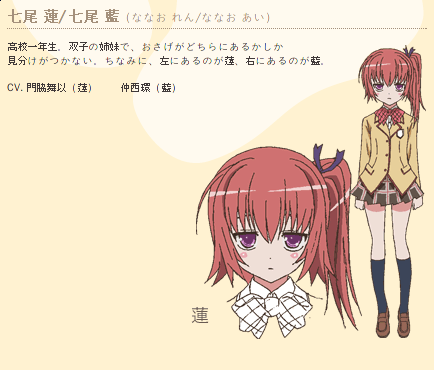 七尾 蓮/七尾 藍 (ななお れん/ななお あい)
高校一年生。双子の姉妹で、おさげがどちらにあるかしか
見分けがつかない。ちなみに、左にあるのが蓮、右にあるのが藍。
CV. 門脇舞以（蓮） 仲西環（藍）
蓮